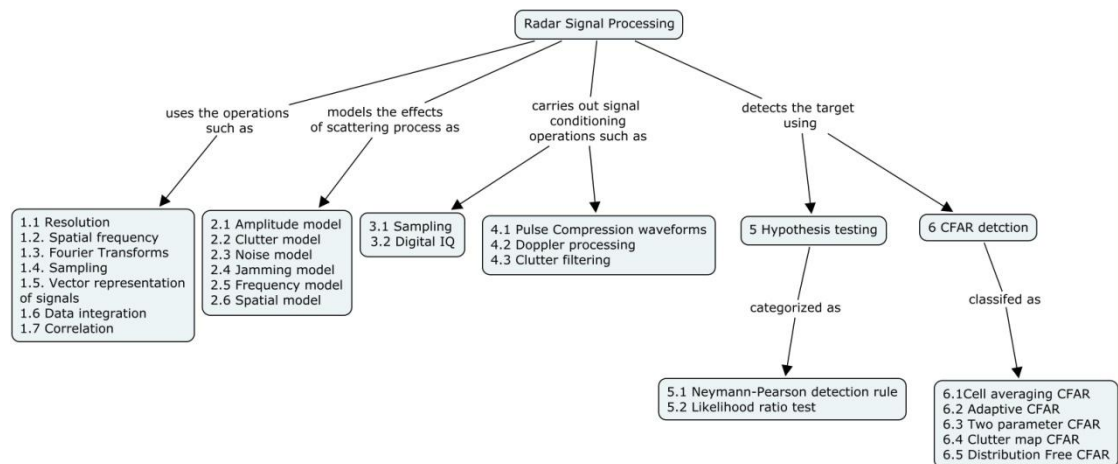 Radar Signal Processing
uses the operations
such as
models the effects
of scattering process as
carries out signal
conditioning
operations such as
detects the target
using
1.1 Resolution
1.2. Spatial frequency
1.3. Fourier Transforms
1.4. Sampling
1.5. Vector representation
of signals
1.6 Data integration
1.7 Correlation
2.1 Amplitude model
2.2 Clutter model
2.3 Noise model
2.4 Jamming model
2.5 Frequency model
2.6 Spatial model
3.1 Sampling
3.2 Digital IQ
4.1 Pulse Compression waveforms
4.2 Doppler processing
4.3 Clutter filtering
5 Hypothesis testing
6 CFAR detction
categorized as
classifed as
5.1 Neymann-Pearson detection rule
5.2 Likelihood ratio test
6.1Cell averaging CFAR
6.2 Adaptive CFAR
6.3 Two parameter CFAR
6.4 Clutter map CFAR
6.5 Distribution Free CFAR